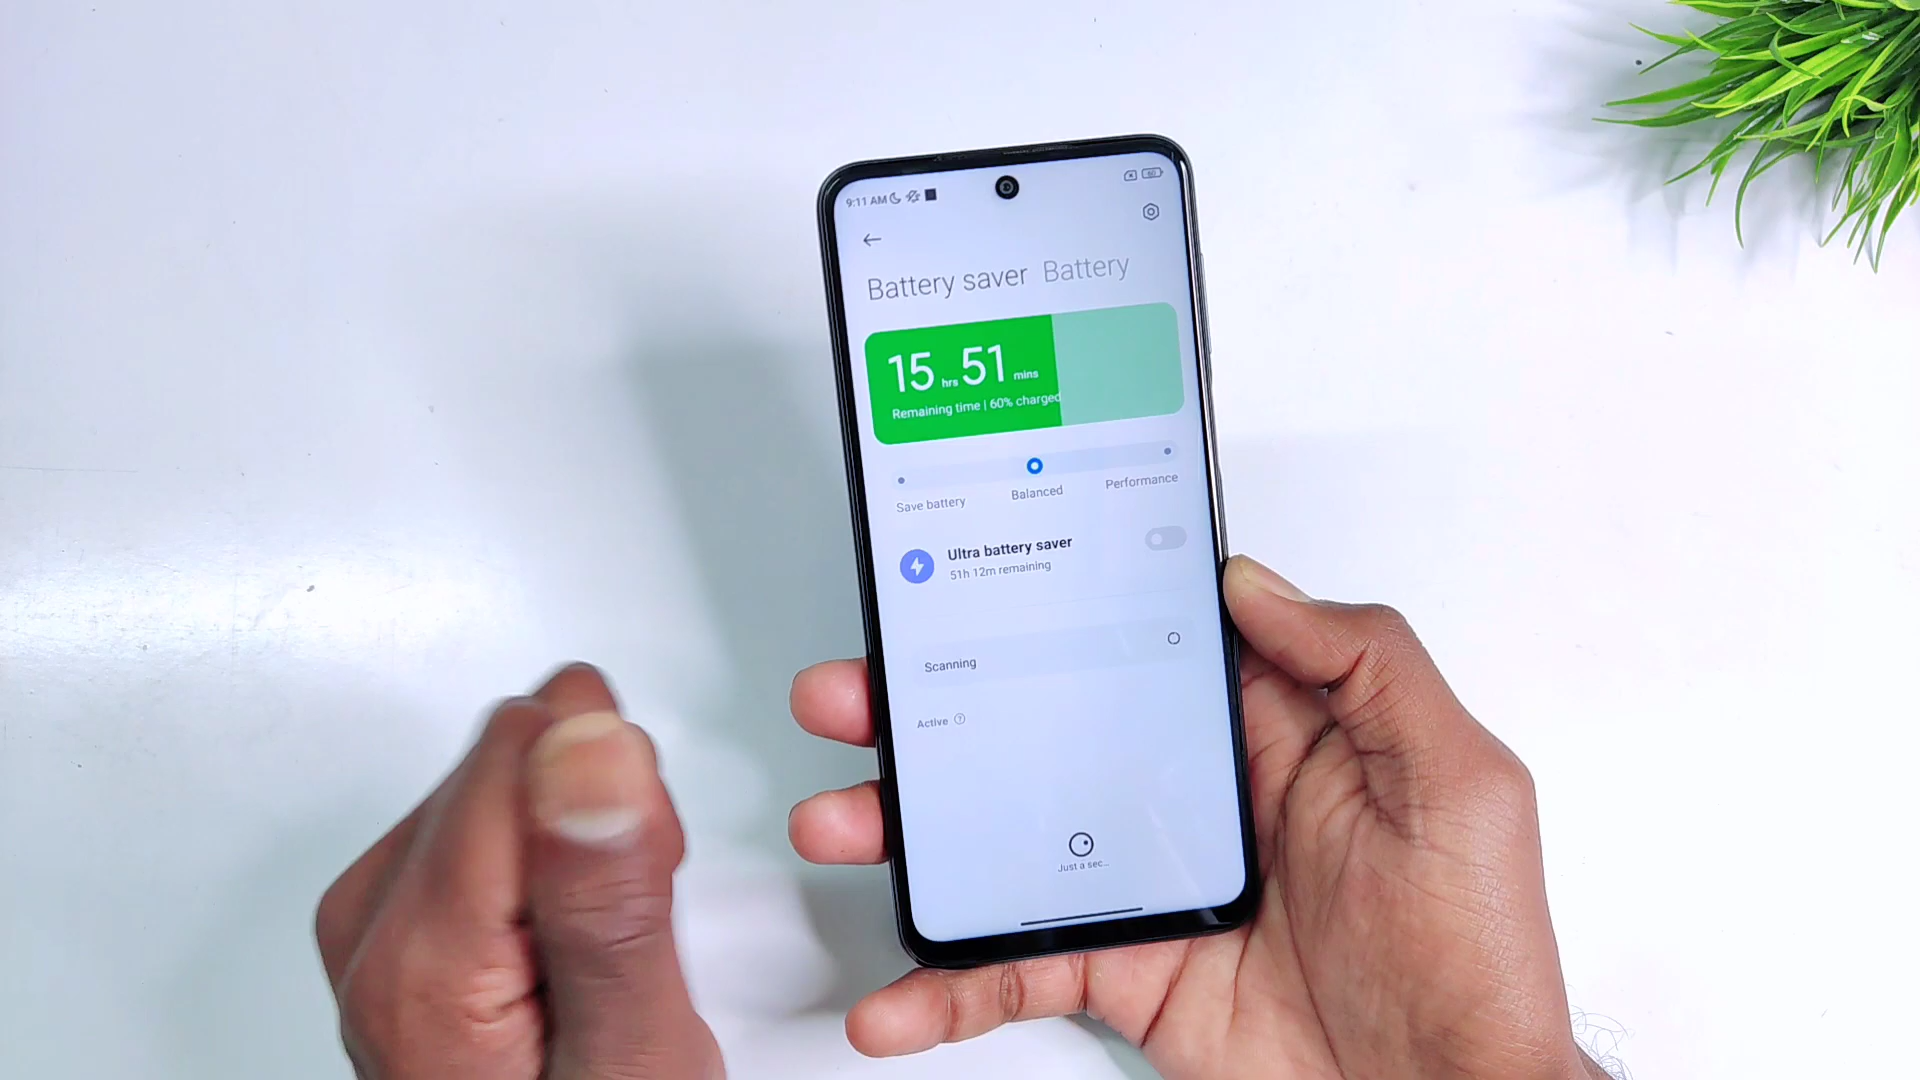 9:11 AM
60
Battery saver Battery
15 hrs 51 mins
Remaining time | 60% charged
Save battery Balanced Performance
Ultra battery saver
51h 12m remaining
Scanning
Active ?
Just a sec...